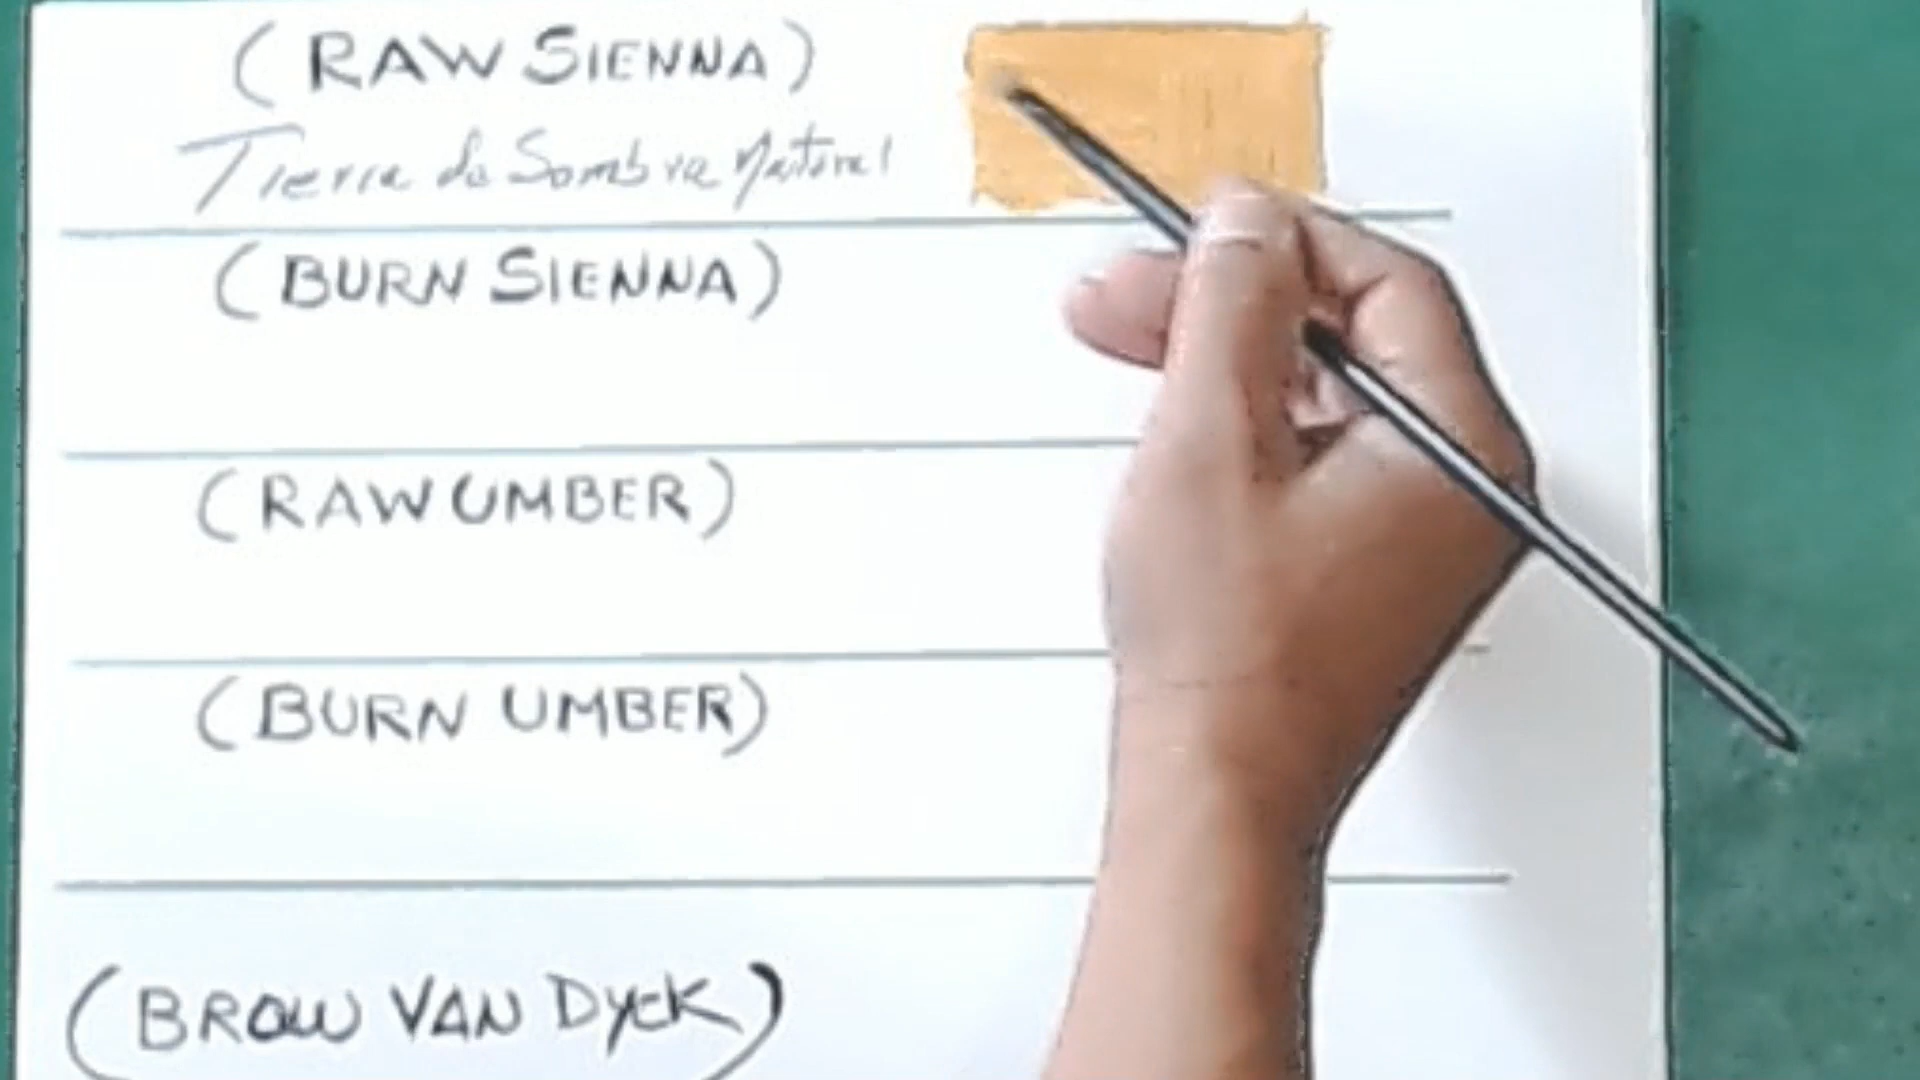 (RAW SIENNA)
Tierra de Sombra Natural
(BURN SIENNA)
(RAW UMBER)
(BURN UMBER)
(BROW VAN DYCK)